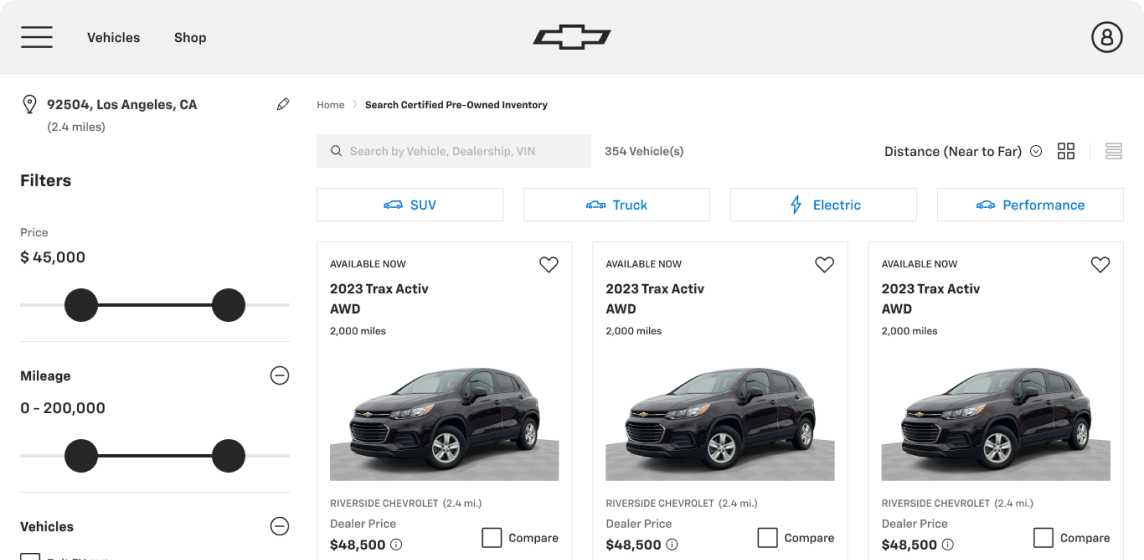 Vehicles
Shop
92504, Los Angeles, CA
(2.4 miles)
Filters
Price
$ 45,000
Mileage
0 - 200,000
Vehicles
Home
Search Certified Pre-Owned Inventory
Search by Vehicle, Dealership, VIN
354 Vehicle(s)
Distance (Near to Far)
SUV
Truck
Electric
Performance
AVAILABLE NOW
2023 Trax Activ
AWD
2,000 miles
RIVERSIDE CHEVROLET (2.4 mi.)
Dealer Price
$48,500
Compare
AVAILABLE NOW
2023 Trax Activ
AWD
2,000 miles
RIVERSIDE CHEVROLET (2.4 mi.)
Dealer Price
$48,500
Compare
AVAILABLE NOW
2023 Trax Activ
AWD
2,000 miles
RIVERSIDE CHEVROLET (2.4 mi.)
Dealer Price
$48,500
Compare